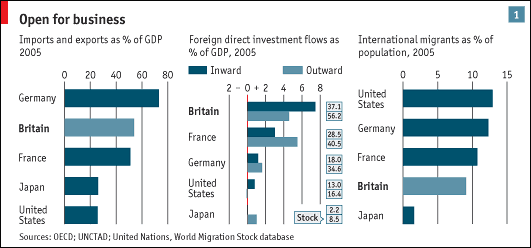 Open for business
1
Imports and exports as % of GDP
2005
0 20 40 60 80
Germany
Britain
France
Japan
United
States
Foreign direct investment flows as
% of GDP, 2005
Inward Outward
2 – 0 + 2 4 6 8
Britain
37.1
56.2
France
28.5
40.5
Germany
18.0
34.6
United
States
13.0
16.4
Japan
Stock
2.2
8.5
International migrants as % of
population, 2005
0 5 10 15
United
States
Germany
France
Britain
Japan
Sources: OECD; UNCTAD; United Nations, World Migration Stock database